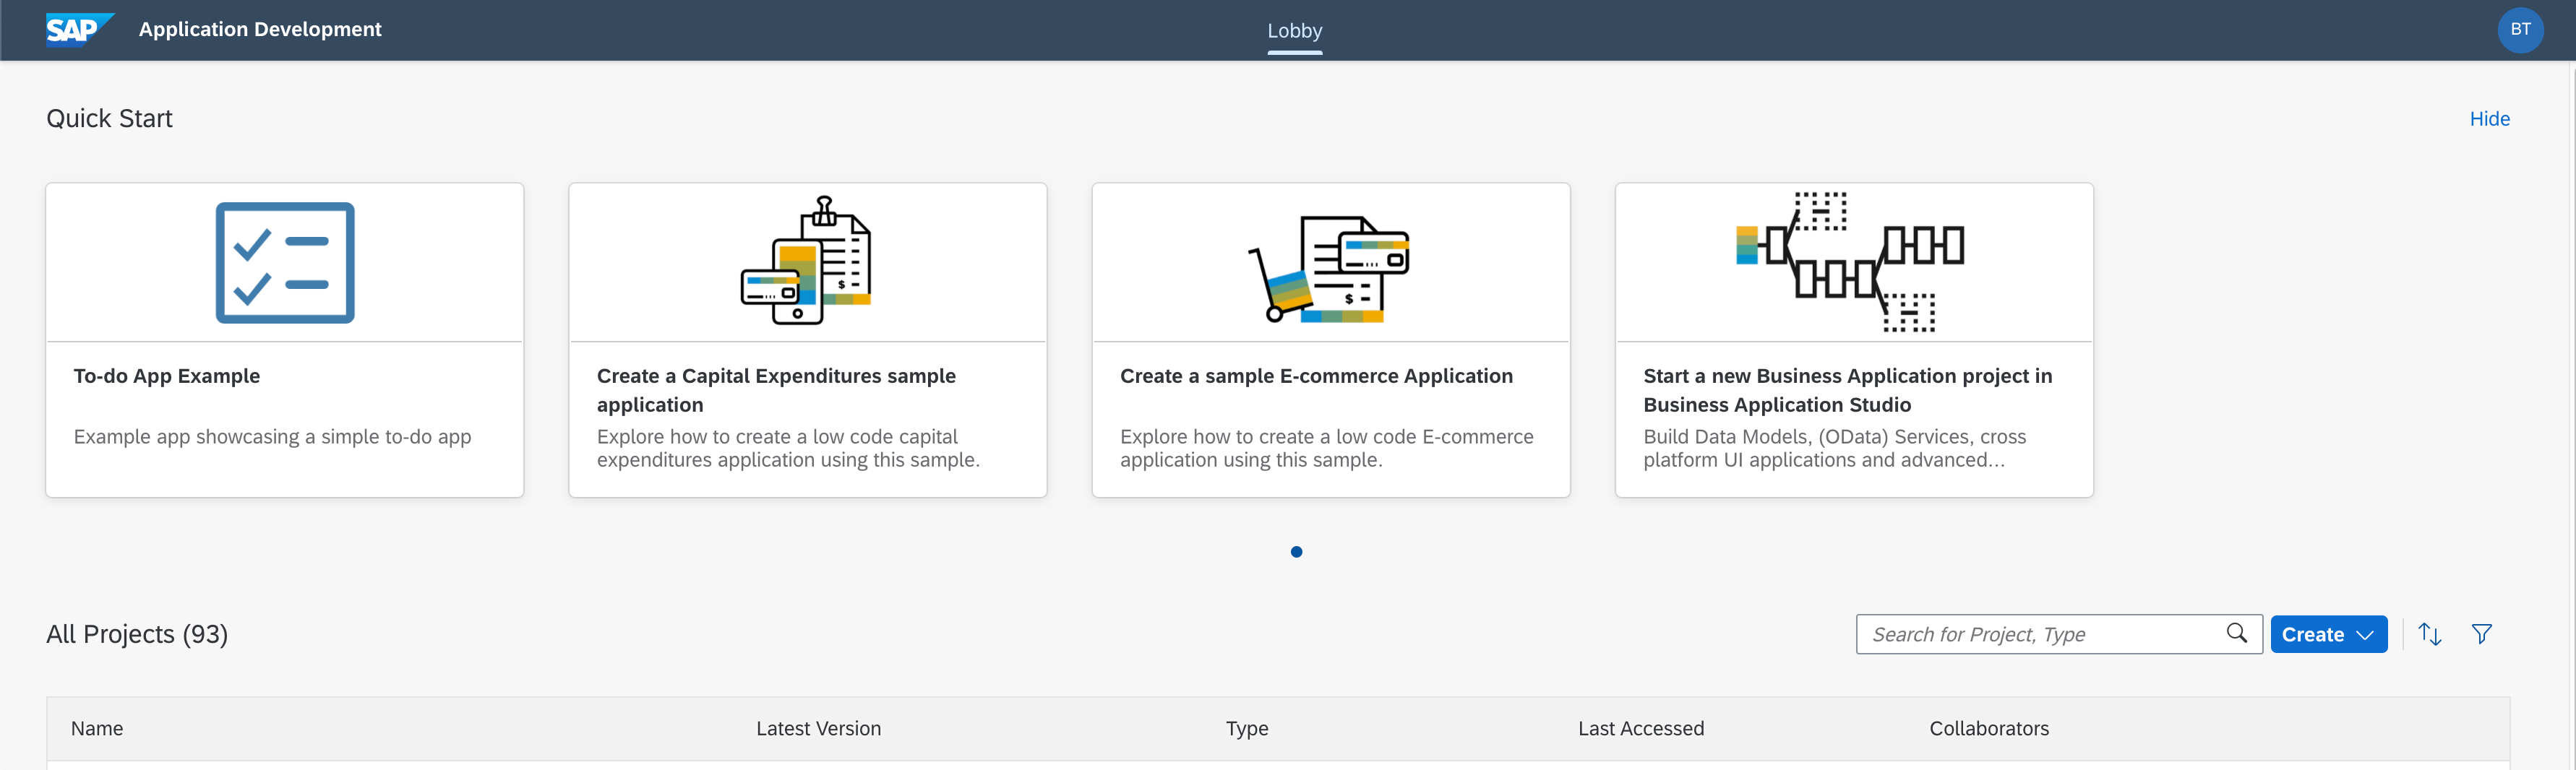 SAP Application Development
Lobby
BT
Quick Start
Hide
To-do App Example
Example app showcasing a simple to-do app
Create a Capital Expenditures sample
application
Explore how to create a low code capital
expenditures application using this sample.
Create a sample E-commerce Application
Explore how to create a low code E-commerce
application using this sample.
Start a new Business Application project in
Business Application Studio
Build Data Models, (OData) Services, cross
platform UI applications and advanced...
All Projects (93)
Search for Project, Type
Create
Name
Latest Version
Type
Last Accessed
Collaborators